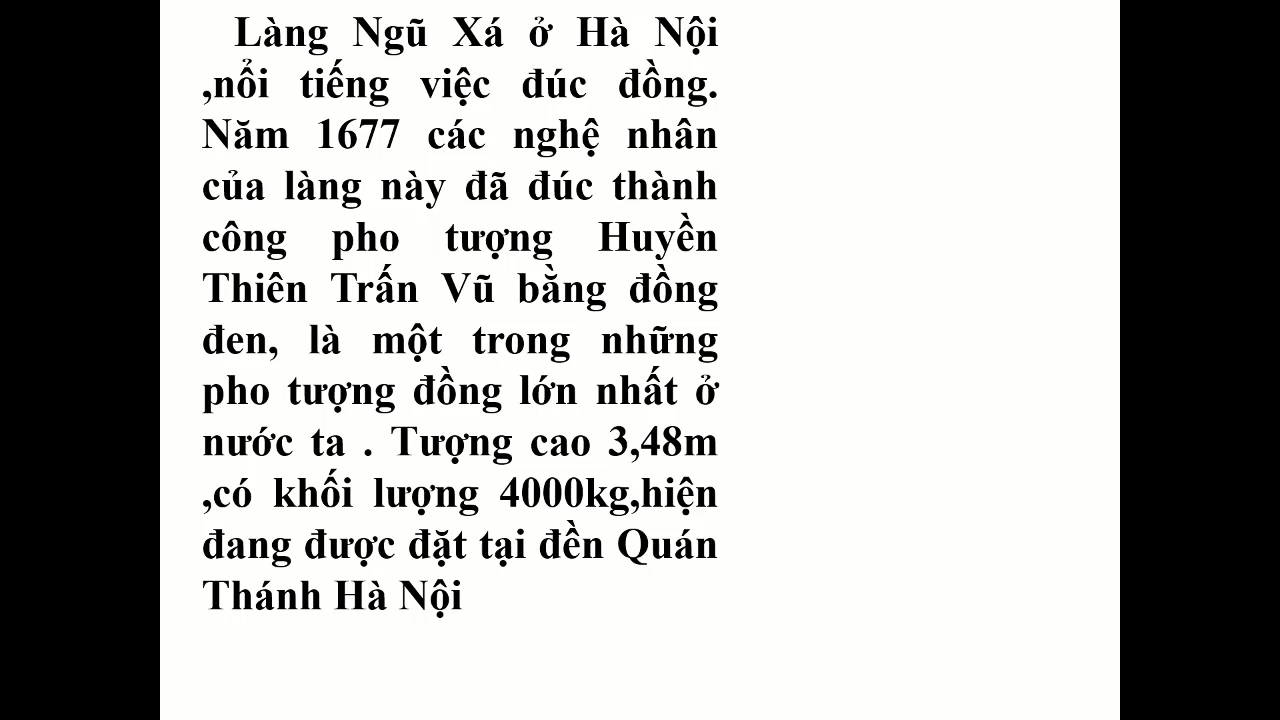 Làng Ngũ Xá ở Hà Nội
,nổi tiếng việc đúc đồng.
Năm 1677 các nghệ nhân
của làng này đã đúc thành
công pho tượng Huyền
Thiên Trấn Vũ bằng đồng
đen, là một trong những
pho tượng đồng lớn nhất ở
nước ta . Tượng cao 3,48m
,có khối lượng 4000kg,hiện
đang được đặt tại đền Quán
Thánh Hà Nội